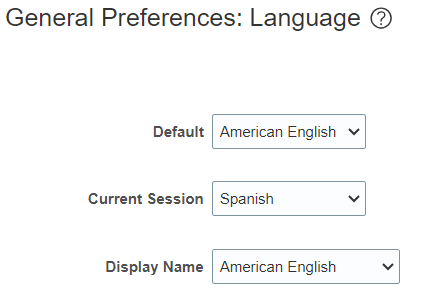 General Preferences: Language ?
Default American English
Current Session Spanish
Display Name American English